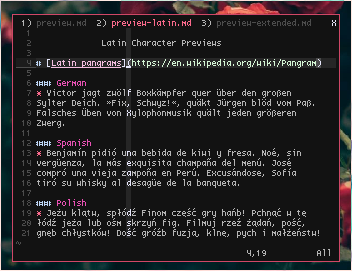 1) preview.md 2) preview-latin.md 3) preview-extended.md X
1
2 Latin Character Previews
3
4 # [Latin pangrams](https://en.wikipedia.org/wiki/Pangram)
5
6 ### German
7 * Victor jagt zwölf Boxkämpfer quer über den großen
8 Sylter Deich. »Fix, Schwyz!«, quäkt Jürgen blöd vom Paß.
9 Falsches Üben von Xylophonmusik quält jeden größeren
10 Zwerg.
11
12 ### Spanish
13 * Benjamín pidió una bebida de kiwi y fresa. Noé, sin
14 vergüenza, la más exquisita champaña del menú. José
15 compró una vieja zampoña en Perú. Excusándose, Sofía
16 tiró su whisky al desagüe de la banqueta.
17
18 ### Polish
19 * Jeżu klątw, spłódź Finom część gry hańb! Pchnąć w tę
20 łódź jeża lub ośm skrzyń fig. Filmuj rzeź żądań, pość,
21 gnęb chłystków! Dość gróźb fuzją, klnę, pych i małżeństw!
~
4,19 All